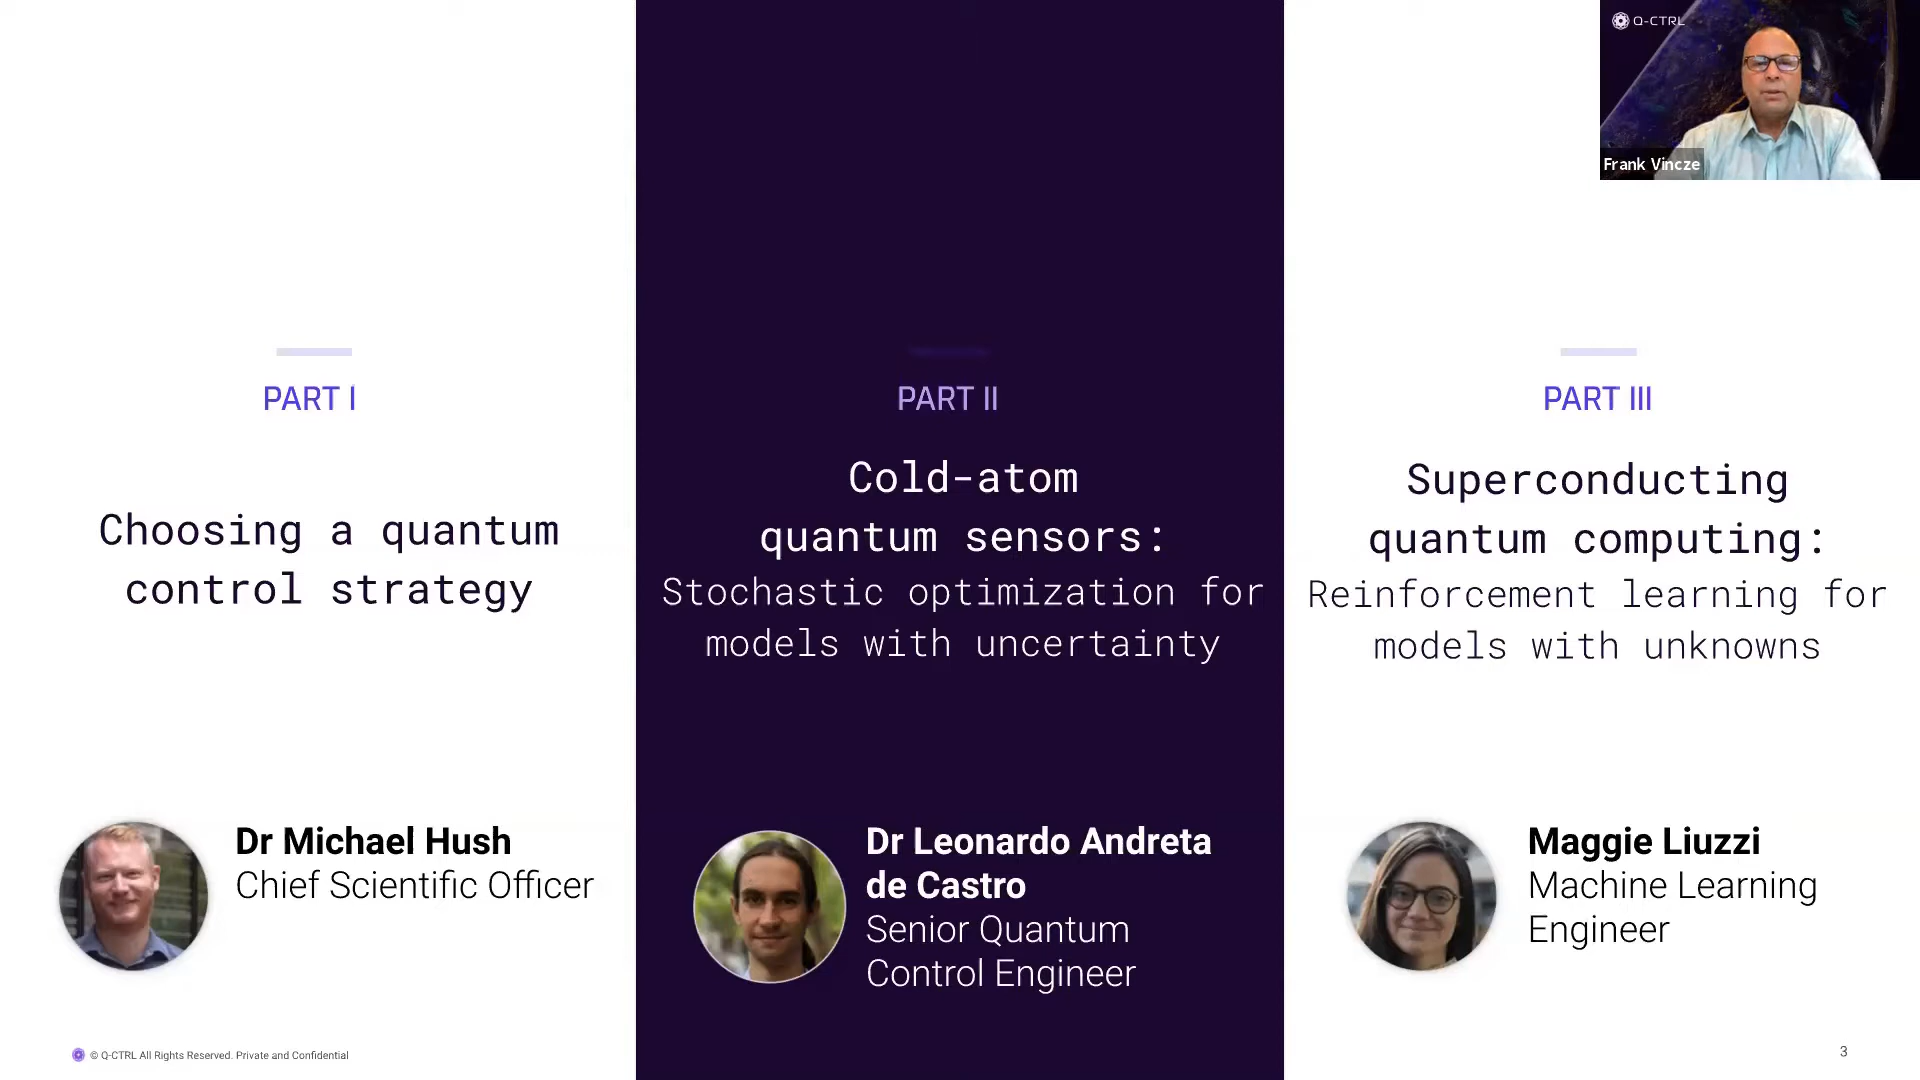 Q-CTRL
Frank Vincze
PART I
Choosing a quantum
control strategy
Dr Michael Hush
Chief Scientific Officer
PART II
Cold-atom
quantum sensors:
Stochastic optimization for
models with uncertainty
Dr Leonardo Andreta
de Castro
Senior Quantum
Control Engineer
PART III
Superconducting
quantum computing:
Reinforcement learning for
models with unknowns
Maggie Liuzzi
Machine Learning
Engineer
© Q-CTRL All Rights Reserved. Private and Confidential
3